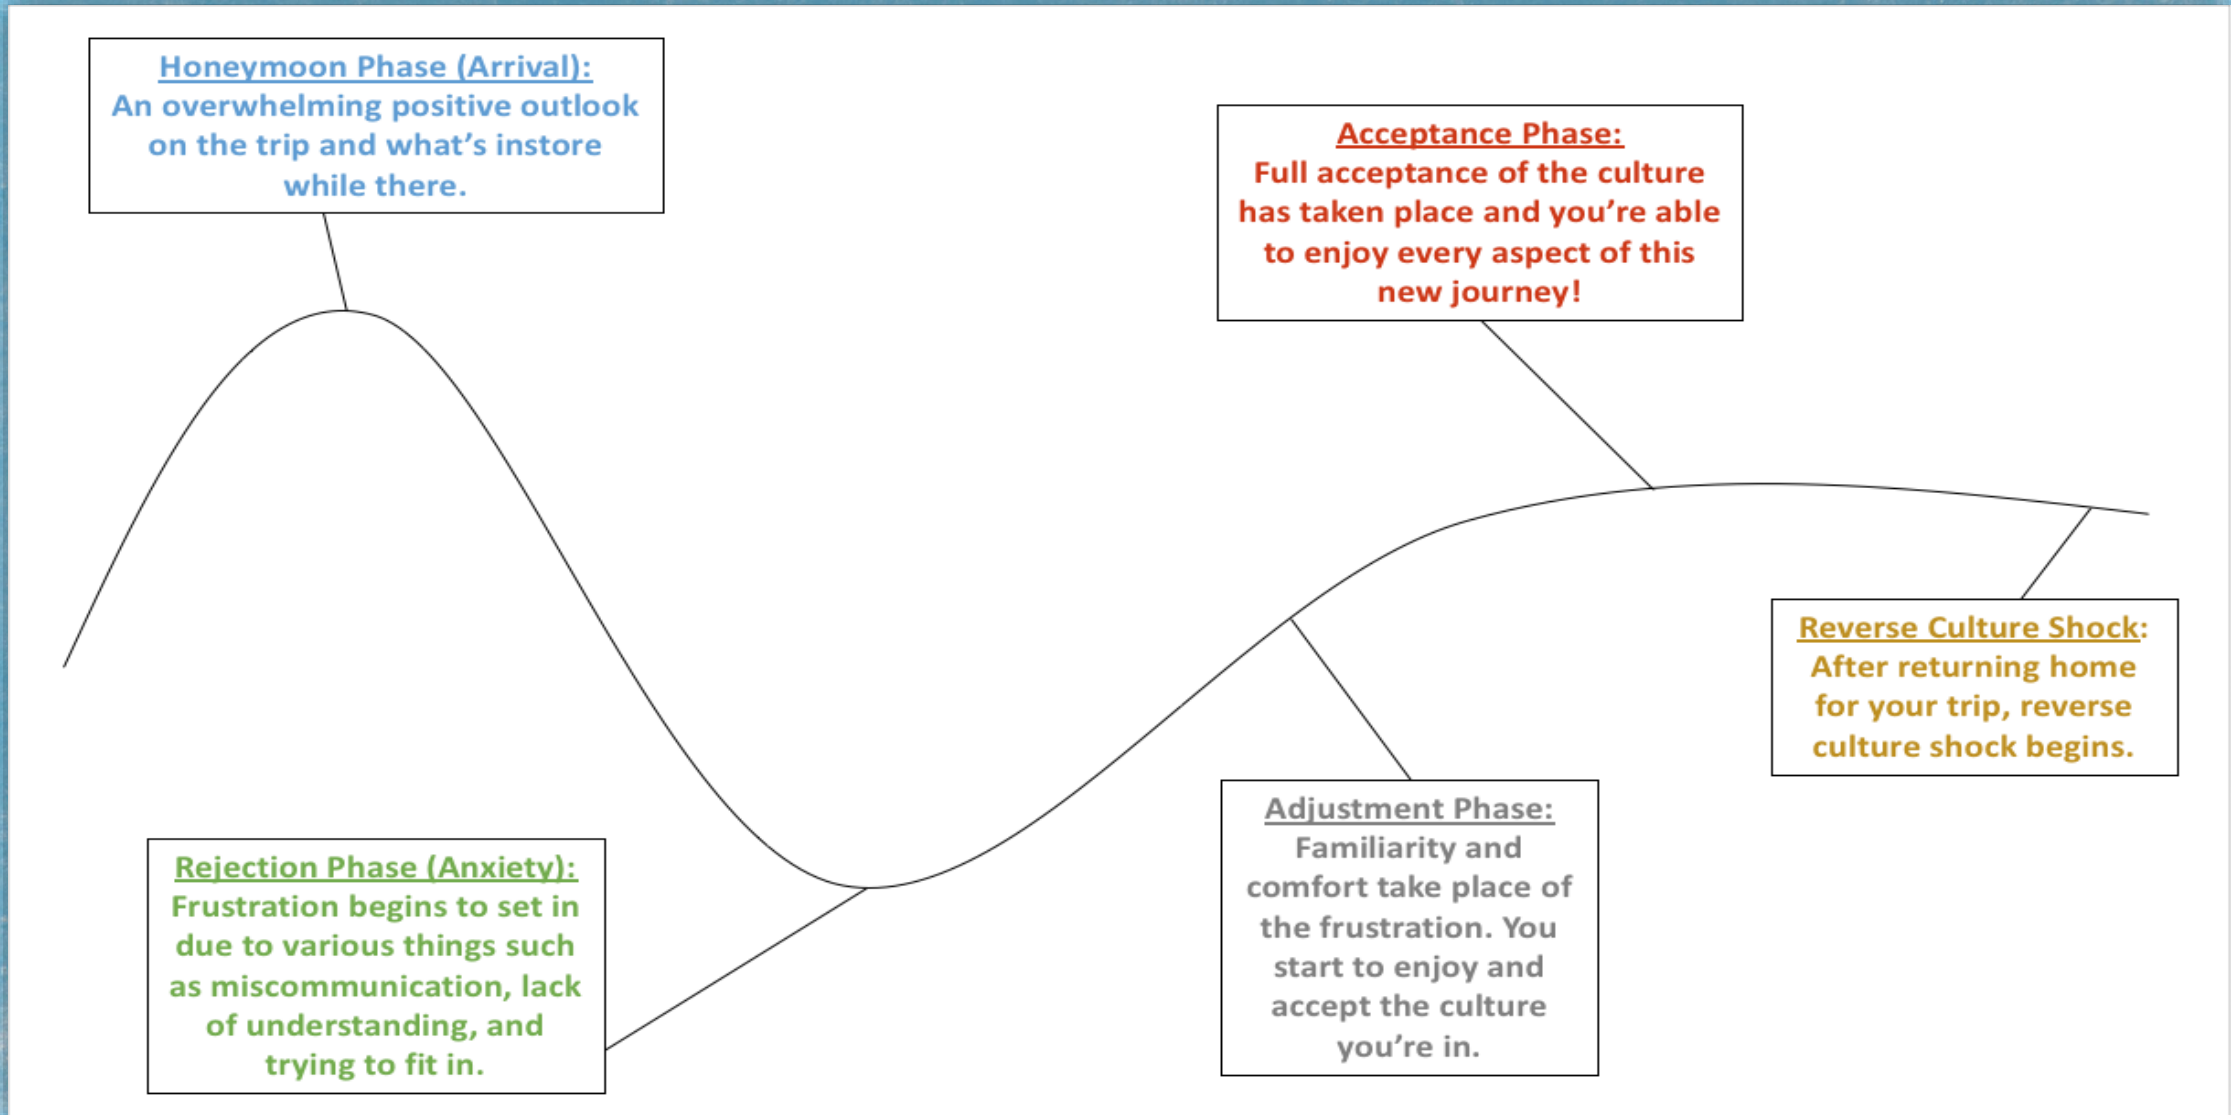 Honeymoon Phase (Arrival):
An overwhelming positive outlook
on the trip and what's instore
while there.
Acceptance Phase:
Full acceptance of the culture
has taken place and you're able
to enjoy every aspect of this
new journey!
Reverse Culture Shock:
After returning home
for your trip, reverse
culture shock begins.
Adjustment Phase:
Familiarity and
comfort take place of
the frustration. You
start to enjoy and
accept the culture
you're in.
Rejection Phase (Anxiety):
Frustration begins to set in
due to various things such
as miscommunication, lack
of understanding, and
trying to fit in.